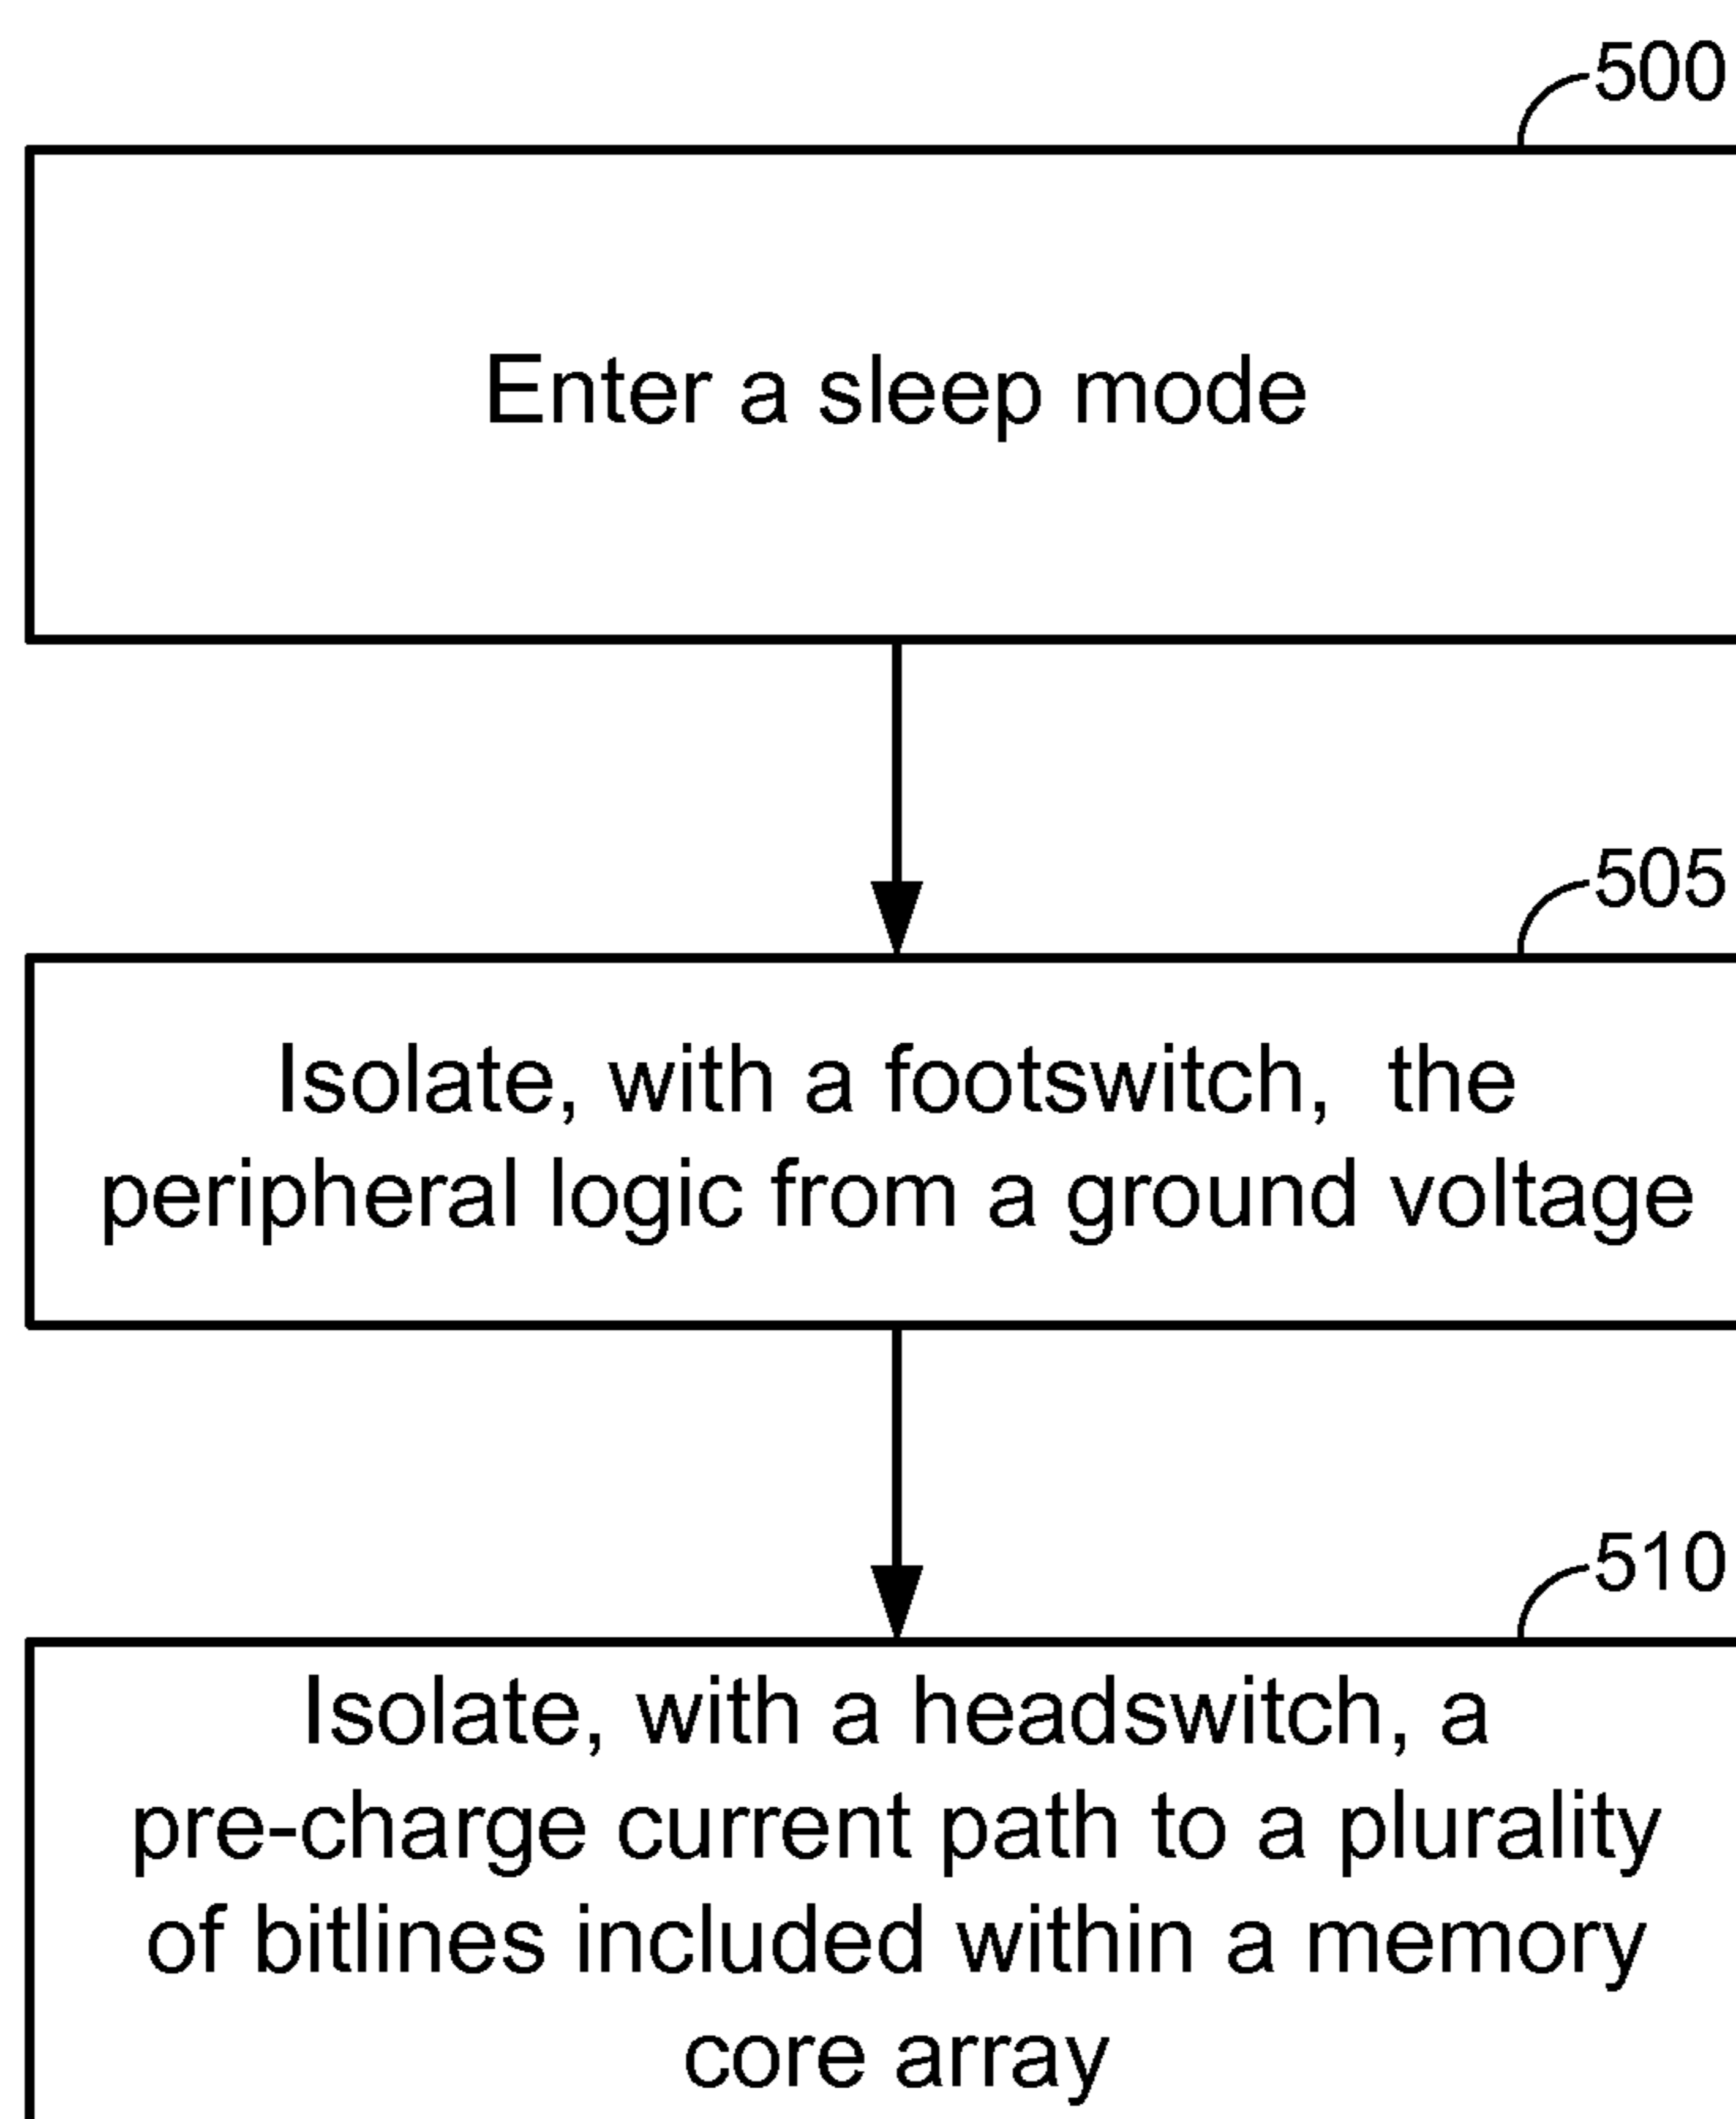 500
Enter a sleep mode
505
Isolate, with a footswitch, the
peripheral logic from a ground voltage
510
Isolate, with a headswitch, a
pre-charge current path to a plurality
of bitlines included within a memory
core array